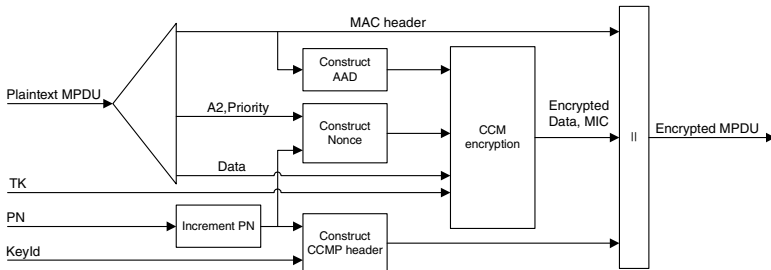 MAC header
Construct
AAD
Plaintext MPDU
A2,Priority
Construct
Nonce
CCM
encryption
Encrypted
Data, MIC
||
Encrypted MPDU
Data
TK
PN
Increment PN
Construct
CCMP header
KeyId